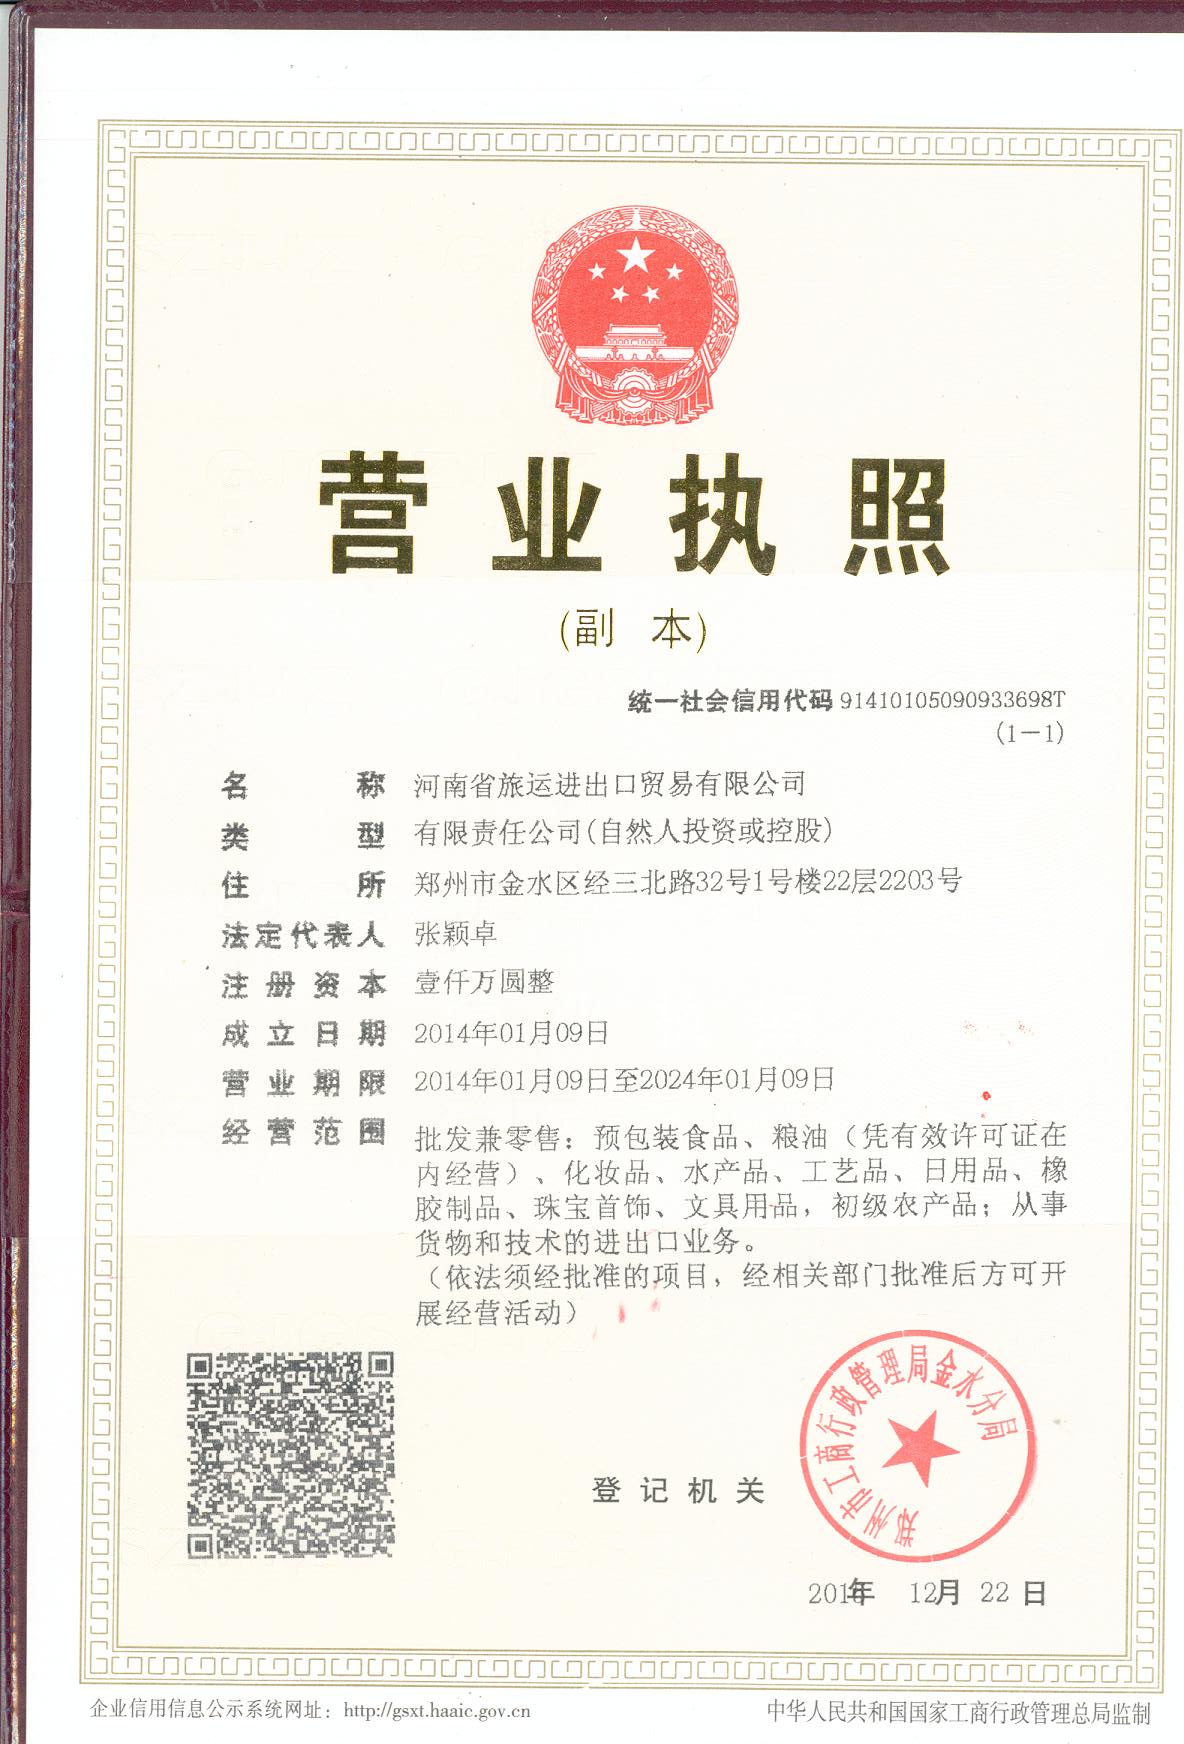 营业执照
(副 本)
统一社会信用代码 91410105090933698T
(1-1)
名 称 河南省旅运进出口贸易有限公司
类 型 有限责任公司(自然人投资或控股)
住 所 郑州市金水区经三北路32号1号楼22层2203号
法定代表人 张颖卓
注册资本 壹仟万圆整
成立日期 2014年01月09日
营业期限 2014年01月09日至2024年01月09日
经营范围 批发兼零售：预包装食品、粮油（凭有效许可证在
内经营）、化妆品、水产品、工艺品、日用品、橡
胶制品、珠宝首饰、文具用品，初级农产品；从事
货物和技术的进出口业务。
（依法须经批准的项目，经相关部门批准后方可开
展经营活动）
郑州市工商行政管理局金水分局
登记机关
年 12月 22 日
企业信用信息公示系统网址：http://gsxt.haaic.gov.cn
中华人民共和国国家工商行政管理总局监制